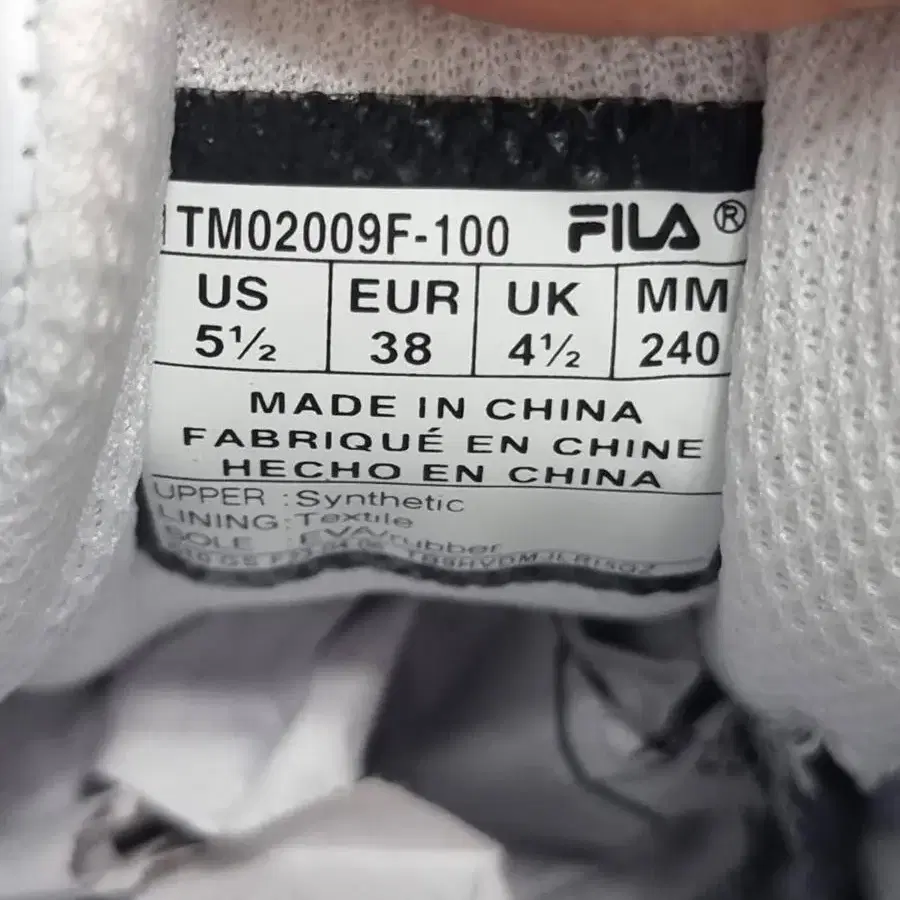 1TM02009F-100 FILA®
US EUR UK MM
5½ 38 4½ 240
MADE IN CHINA
FABRIQUÉ EN CHINE
HECHO EN CHINA
UPPER : Synthetic
LINING : Textile
SOLE : EVA/rubber